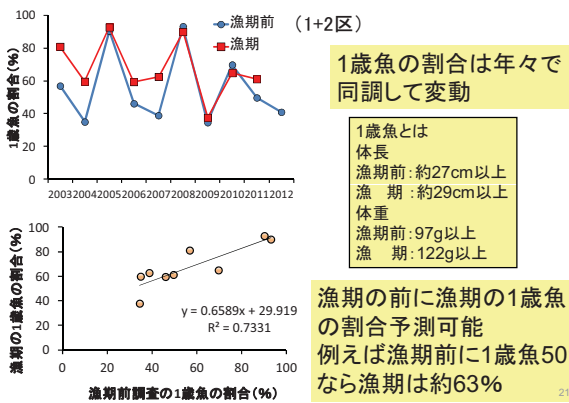 漁期前
漁期
(1+2区)
1歳魚の割合(%)
100
80
60
40
20
0
2003 2004 2005 2006 2007 2008 2009 2010 2011 2012
1歳魚の割合は年々で
同調して変動
1歳魚とは
体長
漁期前:約27cm以上
漁　期:約29cm以上
体重
漁期前:97g以上
漁　期:122g以上
漁期の1歳魚の割合(%)
100
80
60
40
20
0
y = 0.6589x + 29.919
R² = 0.7331
0 20 40 60 80 100
漁期前調査の1歳魚の割合(%)
漁期の前に漁期の1歳魚
の割合予測可能
例えば漁期前に1歳魚50
なら漁期は約63%
21